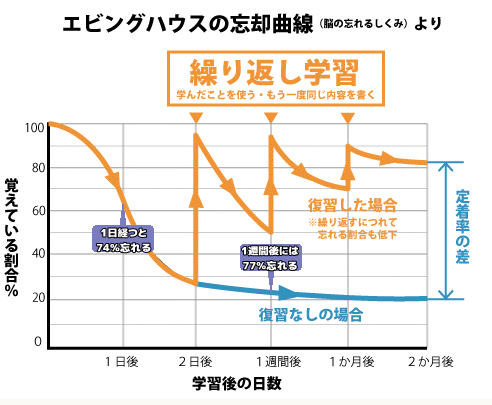 エビングハウスの忘却曲線（脳の忘れるしくみ）より
繰り返し学習
学んだことを使う・もう一度同じ内容を書く
100
80
60
40
20
0
覚えている割合%
1日経つと
74%忘れる
1週間後には
77%忘れる
復習した場合
※繰り返すにつれて
忘れる割合も低下
復習なしの場合
定着率の差
1日後
2日後
1週間後
1か月後
2か月後
学習後の日数